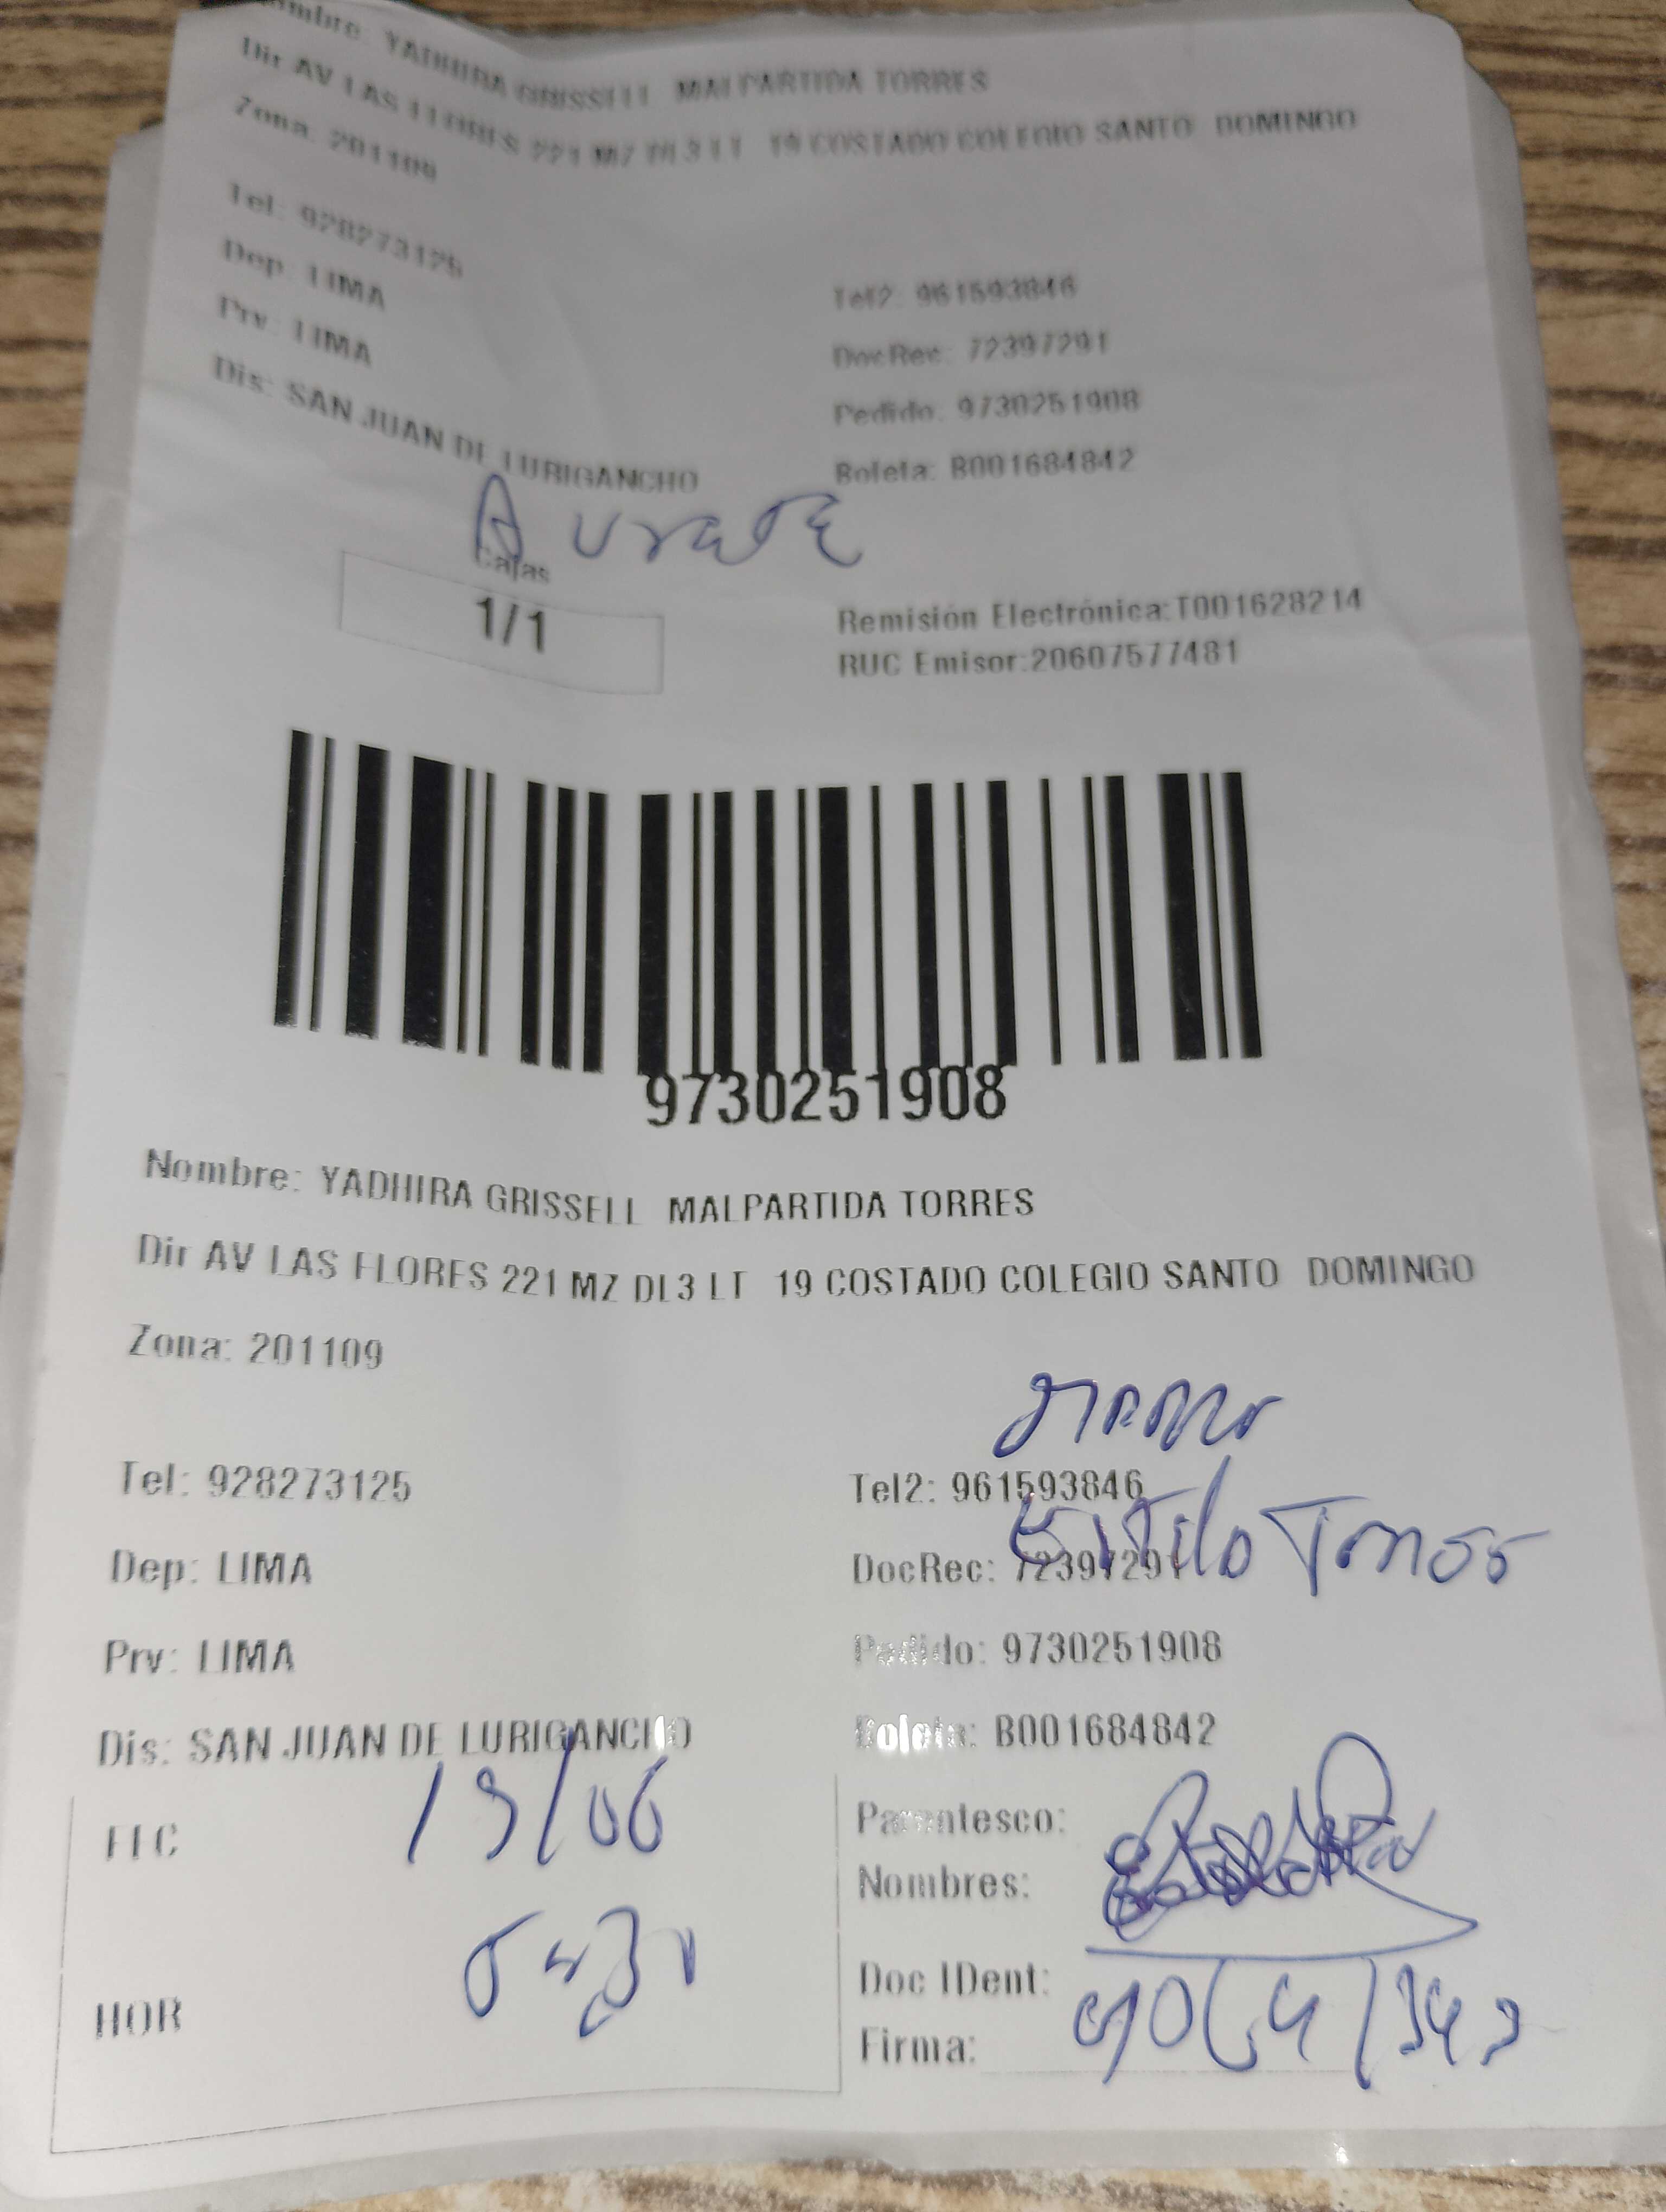 Nombre: YADHIRA GRISSELL MALPARTIDA TORRES
Dir AV LAS FLORES 221 MZ DL3 LT 19 COSTADO COLEGIO SANTO DOMINGO
Zona: 201109
Tel: 928273125
Dep: LIMA
Tel2: 961593846
Prv: LIMA
DocRec: 72397291
Dis: SAN JUAN DE LURIGANCHO
Pedido: 9730251908
Boleta: B001684842
Cajas
1/1
Remisión Electrónica:T001628214
RUC Emisor:20607577481
9730251908
Nombre: YADHIRA GRISSELL MALPARTIDA TORRES
Dir AV LAS FLORES 221 MZ DL3 LT 19 COSTADO COLEGIO SANTO DOMINGO
Zona: 201109
Tel: 928273125
Tel2: 961593846
Torres
Dep: LIMA
DocRec: 72397291
Prv: LIMA
Pedido: 9730251908
Dis: SAN JUAN DE LURIGANCHO
Boleta: B001684842
FEC 19/06
Parentesco:
Nombres:
HOR
Doc IDent:
Firma: